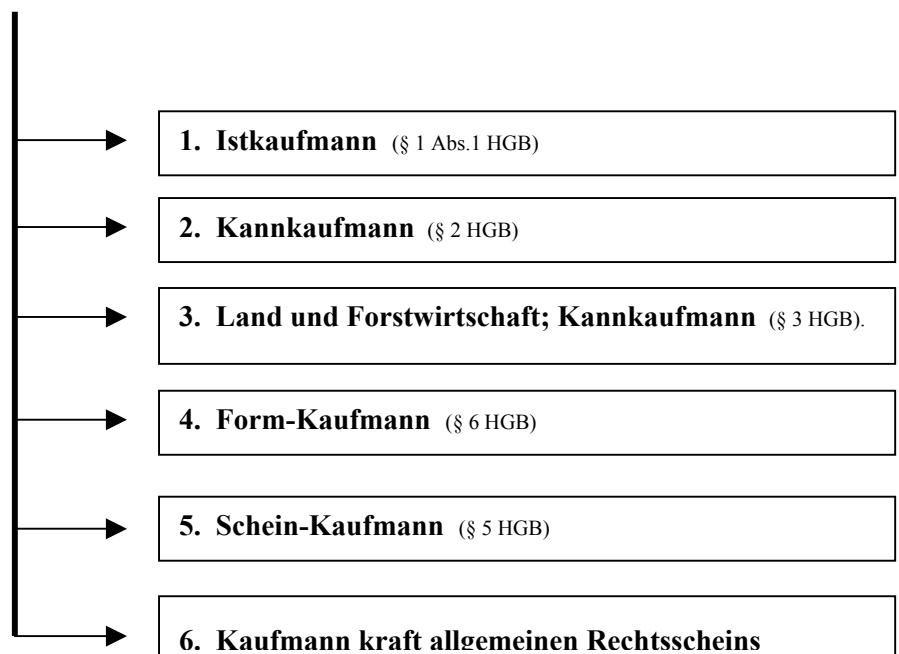 1. Istkaufmann (§ 1 Abs.1 HGB)
2. Kannkaufmann (§ 2 HGB)
3. Land und Forstwirtschaft; Kannkaufmann (§ 3 HGB).
4. Form-Kaufmann (§ 6 HGB)
5. Schein-Kaufmann (§ 5 HGB)
6. Kaufmann kraft allgemeinen Rechtsscheins